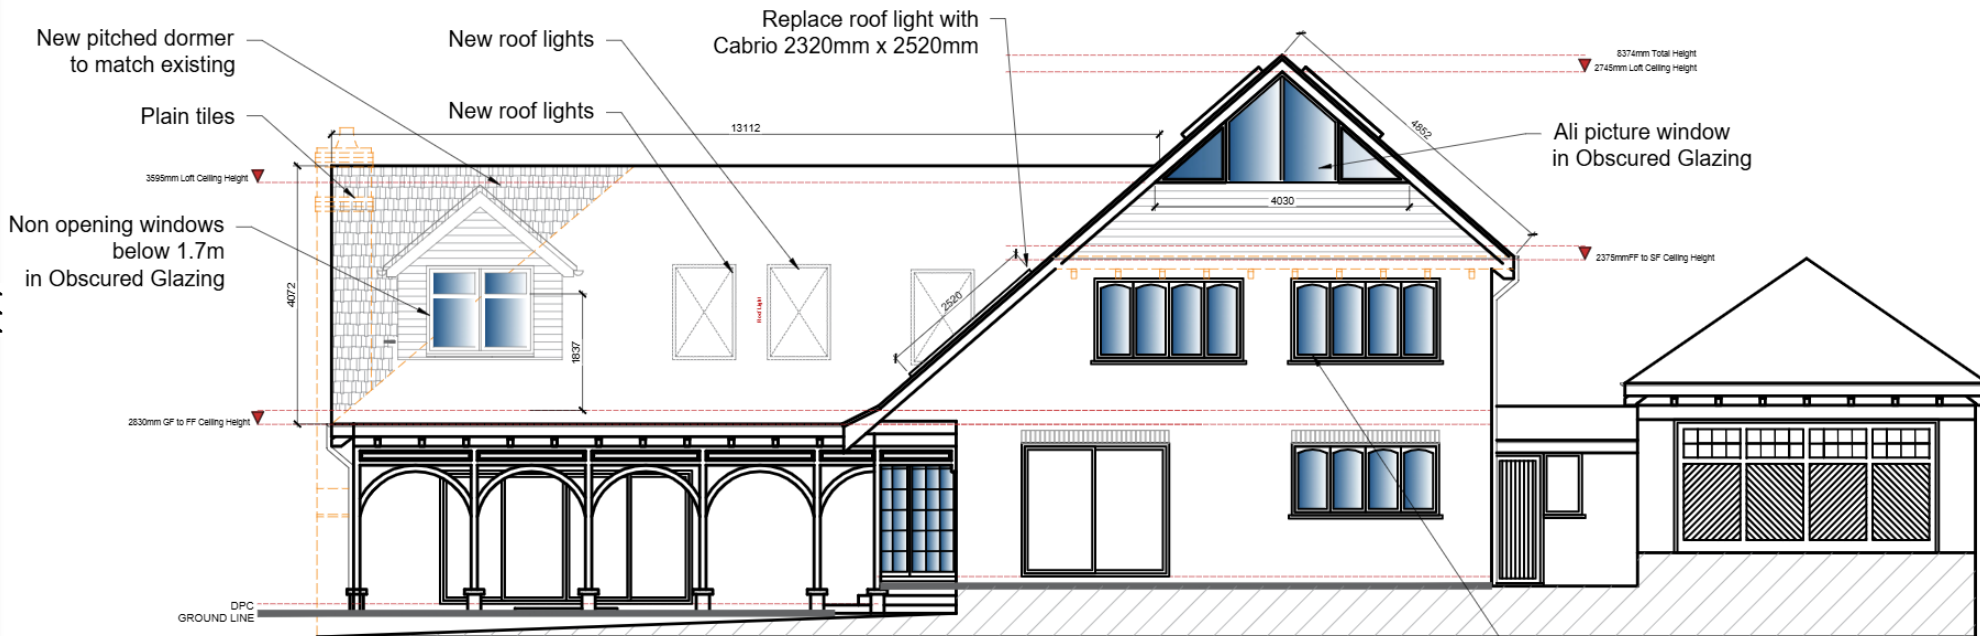 New pitched dormer
to match existing
New roof lights
Replace roof light with
Cabrio 2320mm x 2520mm
8374mm Total Height
2745mm Loft Ceiling Height
Plain tiles
New roof lights
13112
4852
Ali picture window
in Obscured Glazing
3595mm Loft Ceiling Height
4030
Non opening windows
below 1.7m
in Obscured Glazing
2375mmFF to SF Ceiling Height
4072
2520
Roof Light
1837
2830mm GF to FF Ceiling Height
DPC
GROUND LINE